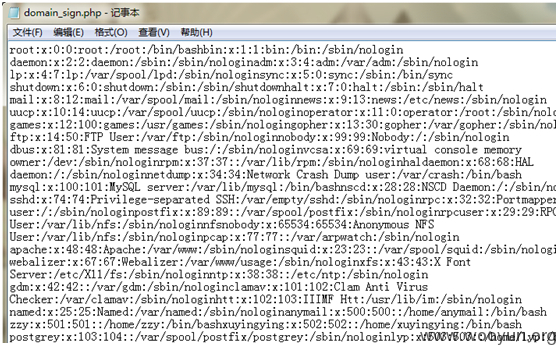 domain_sign.php - 记事本
文件(F) 编辑(E) 格式(O) 查看(V) 帮助(H)
root:x:0:0:root:/root:/bin/bashbin:x:1:1:bin:/bin:/sbin/nologin
daemon:x:2:2:daemon:/sbin:/sbin/nologinadm:x:3:4:adm:/var/adm:/sbin/nologin
lp:x:4:7:lp:/var/spool/lpd:/sbin/nologinsync:x:5:0:sync:/sbin:/bin/sync
shutdown:x:6:0:shutdown:/sbin:/sbin/shutdownhalt:x:7:0:halt:/sbin:/sbin/halt
mail:x:8:12:mail:/var/spool/mail:/sbin/nologinnews:x:9:13:news:/etc/news:/sbin/nologin
uucp:x:10:14:uucp:/var/spool/uucp:/sbin/nologinoperator:x:11:0:operator:/root:/sbin/nolog
games:x:12:100:games:/usr/games:/sbin/nologingopher:x:13:30:gopher:/var/gopher:/sbin/nolo
ftp:x:14:50:FTP User:/var/ftp:/sbin/nologinnobody:x:99:99:Nobody:/:/sbin/nologin
dbus:x:81:81:System message bus:/:/sbin/nologinvcsa:x:69:69:virtual console memory
owner:/dev:/sbin/nologinrpm:x:37:37::/var/lib/rpm:/sbin/nologinhaldaemon:x:68:68:HAL
daemon:/:/sbin/nologinnetdump:x:34:34:Network Crash Dump user:/var/crash:/bin/bash
mysql:x:100:101:MySQL server:/var/lib/mysql:/bin/bashnscd:x:28:28:NSCD Daemon:/:/sbin/nol
sshd:x:74:74:Privilege-separated SSH:/var/empty/sshd:/sbin/nologinrpc:x:32:32:Portmapper
user:/:/sbin/nologinpostfix:x:89:89::/var/spool/postfix:/sbin/nologinrpcuser:x:29:29:RPC
User:/var/lib/nfs:/sbin/nologinnfsnobody:x:65534:65534:Anonymous NFS
User:/var/lib/nfs:/sbin/nologinpcap:x:77:77::/var/arpwatch:/sbin/nologin
apache:x:48:48:Apache:/var/www:/sbin/nologinsquid:x:23:23::/var/spool/squid:/sbin/nologin
webalizer:x:67:67:Webalizer:/var/www/usage:/sbin/nologinxfs:x:43:43:X Font
Server:/etc/X11/fs:/sbin/nologinntp:x:38:38::/etc/ntp:/sbin/nologin
gdm:x:42:42::/var/gdm:/sbin/nologinclamav:x:101:102:Clam Anti Virus
Checker:/var/clamav:/sbin/nologinhtt:x:102:103:IIIMF Htt:/usr/lib/im:/sbin/nologin
named:x:25:25:Named:/var/named:/sbin/nologinanymail:x:500:500::/home/anymail:/bin/bash
zzy:x:501:501::/home/zzy:/bin/bashxuyingying:x:502:502::/home/xuyingying:/bin/bash
postgrey:x:103:104::/var/spool/postfix/postgrey:/sbin/nologinlyp:x:503:503::/home/lyp:/